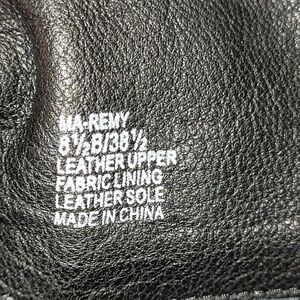 MA-REMY
8½B/38½
LEATHER UPPER
FABRIC LINING
LEATHER SOLE
MADE IN CHINA